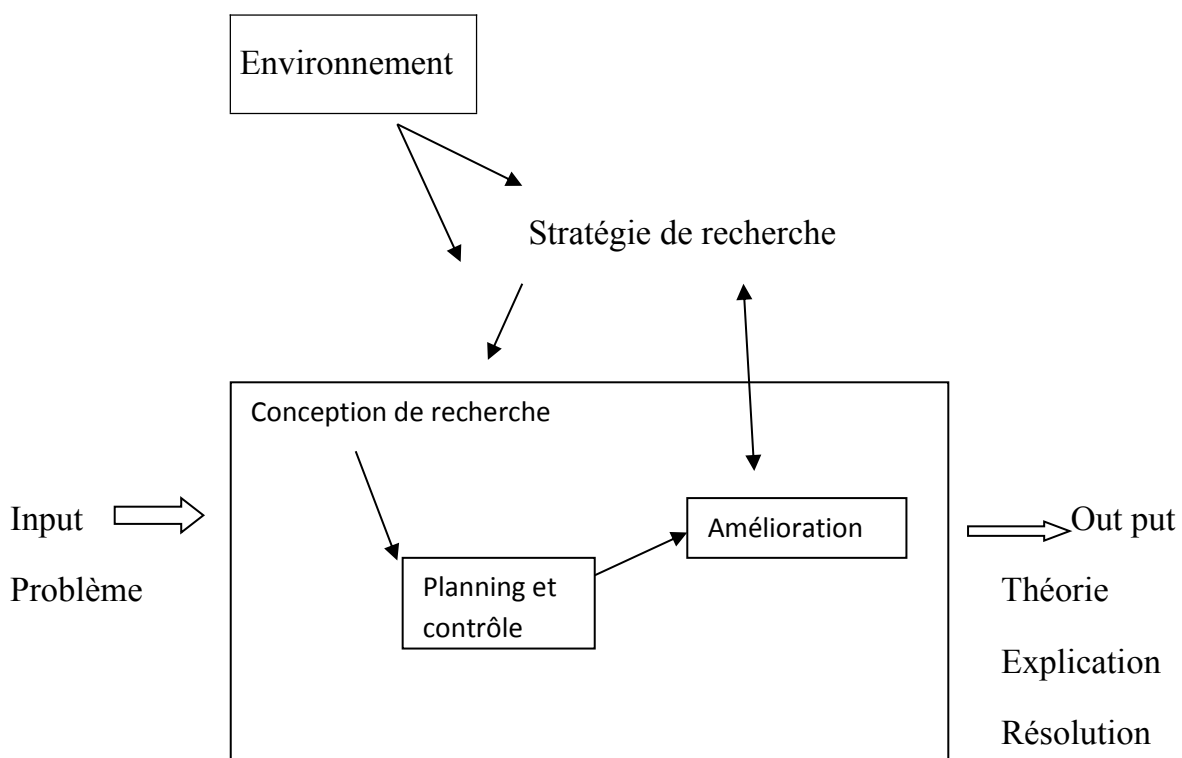 Environnement
Stratégie de recherche
Conception de recherche
Input
Problème
Planning et
contrôle
Amélioration
Out put
Théorie
Explication
Résolution